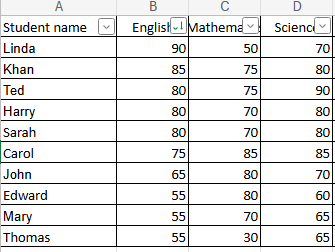 A B C D
Student name English Mathema Science
Linda 90 50 70
Khan 85 75 80
Ted 80 75 90
Harry 80 70 80
Sarah 80 70 80
Carol 75 85 85
John 65 80 70
Edward 55 80 60
Mary 55 70 65
Thomas 55 30 65